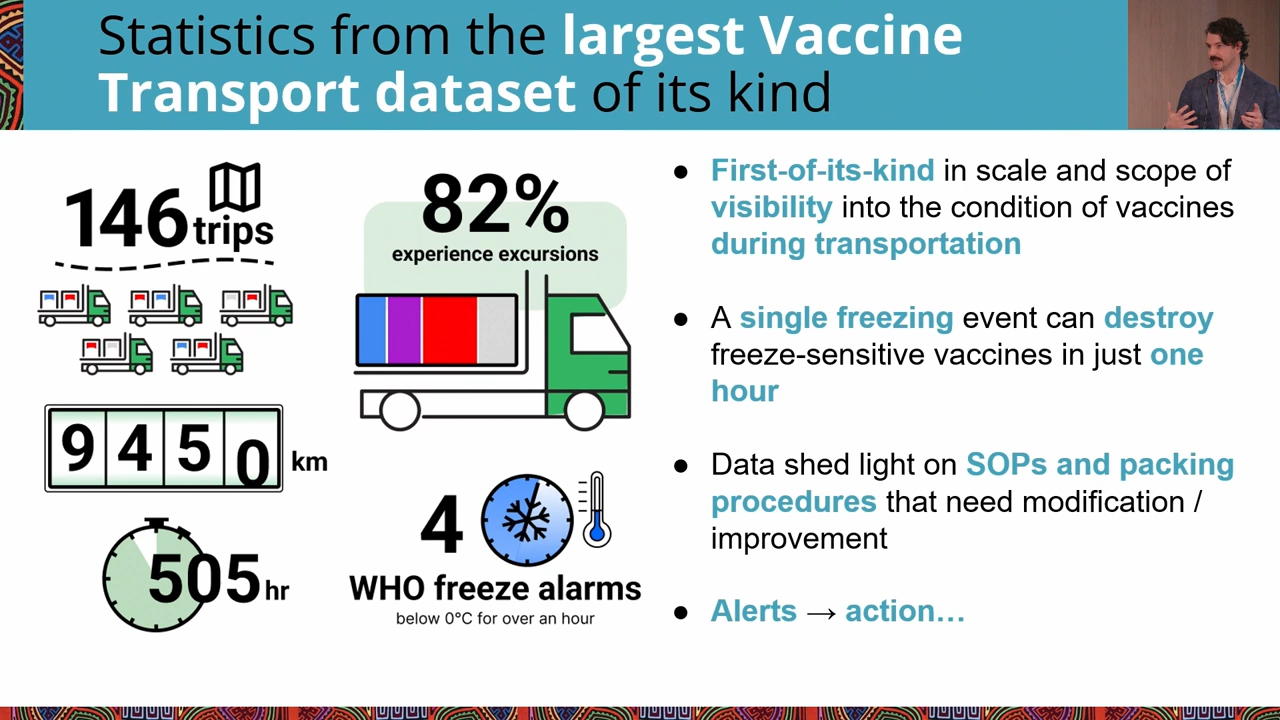 Statistics from the largest Vaccine
Transport dataset of its kind
146 trips
9450 km
505 hr
82%
experience excursions
4
WHO freeze alarms
below 0°C for over an hour
● First-of-its-kind in scale and scope of
visibility into the condition of vaccines
during transportation
● A single freezing event can destroy
freeze-sensitive vaccines in just one
hour
● Data shed light on SOPs and packing
procedures that need modification /
improvement
● Alerts → action…